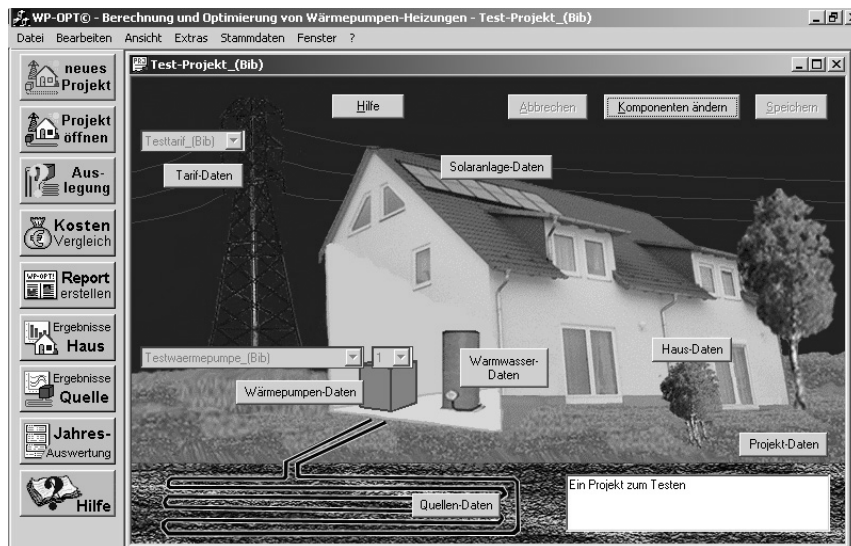 WP-OPT© - Berechnung und Optimierung von Wärmepumpen-Heizungen - Test-Projekt_(Bib)
Datei Bearbeiten Ansicht Extras Stammdaten Fenster ?
neues
Projekt
Projekt
öffnen
Aus-
legung
Kosten
Vergleich
WP-OPT!
Report
erstellen
Ergebnisse
Haus
Ergebnisse
Quelle
Jahres-
Auswertung
Hilfe
Test-Projekt_(Bib)
Hilfe
Abbrechen
Komponenten ändern
Speichern
Testtarif_(Bib)
Tarif-Daten
Solaranlage-Daten
Testwaermepumpe_(Bib)
1
Wärmepumpen-Daten
Warmwasser-
Daten
Haus-Daten
Projekt-Daten
Quellen-Daten
Ein Projekt zum Testen